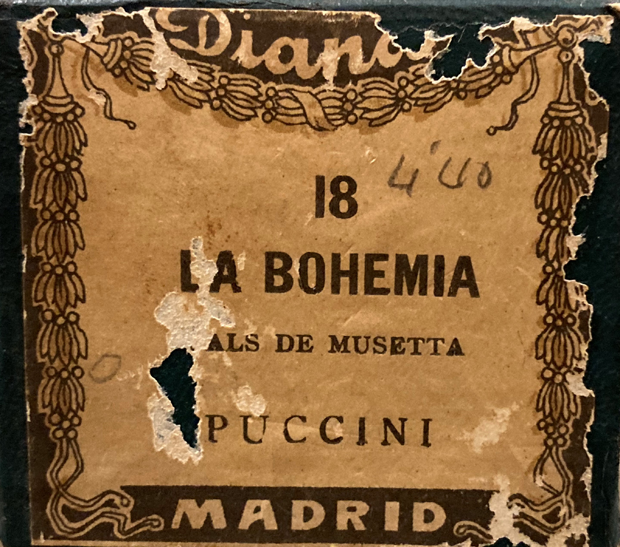 Diana
18 4'40
LA BOHEMIA
ALS DE MUSETTA
PUCCINI
MADRID